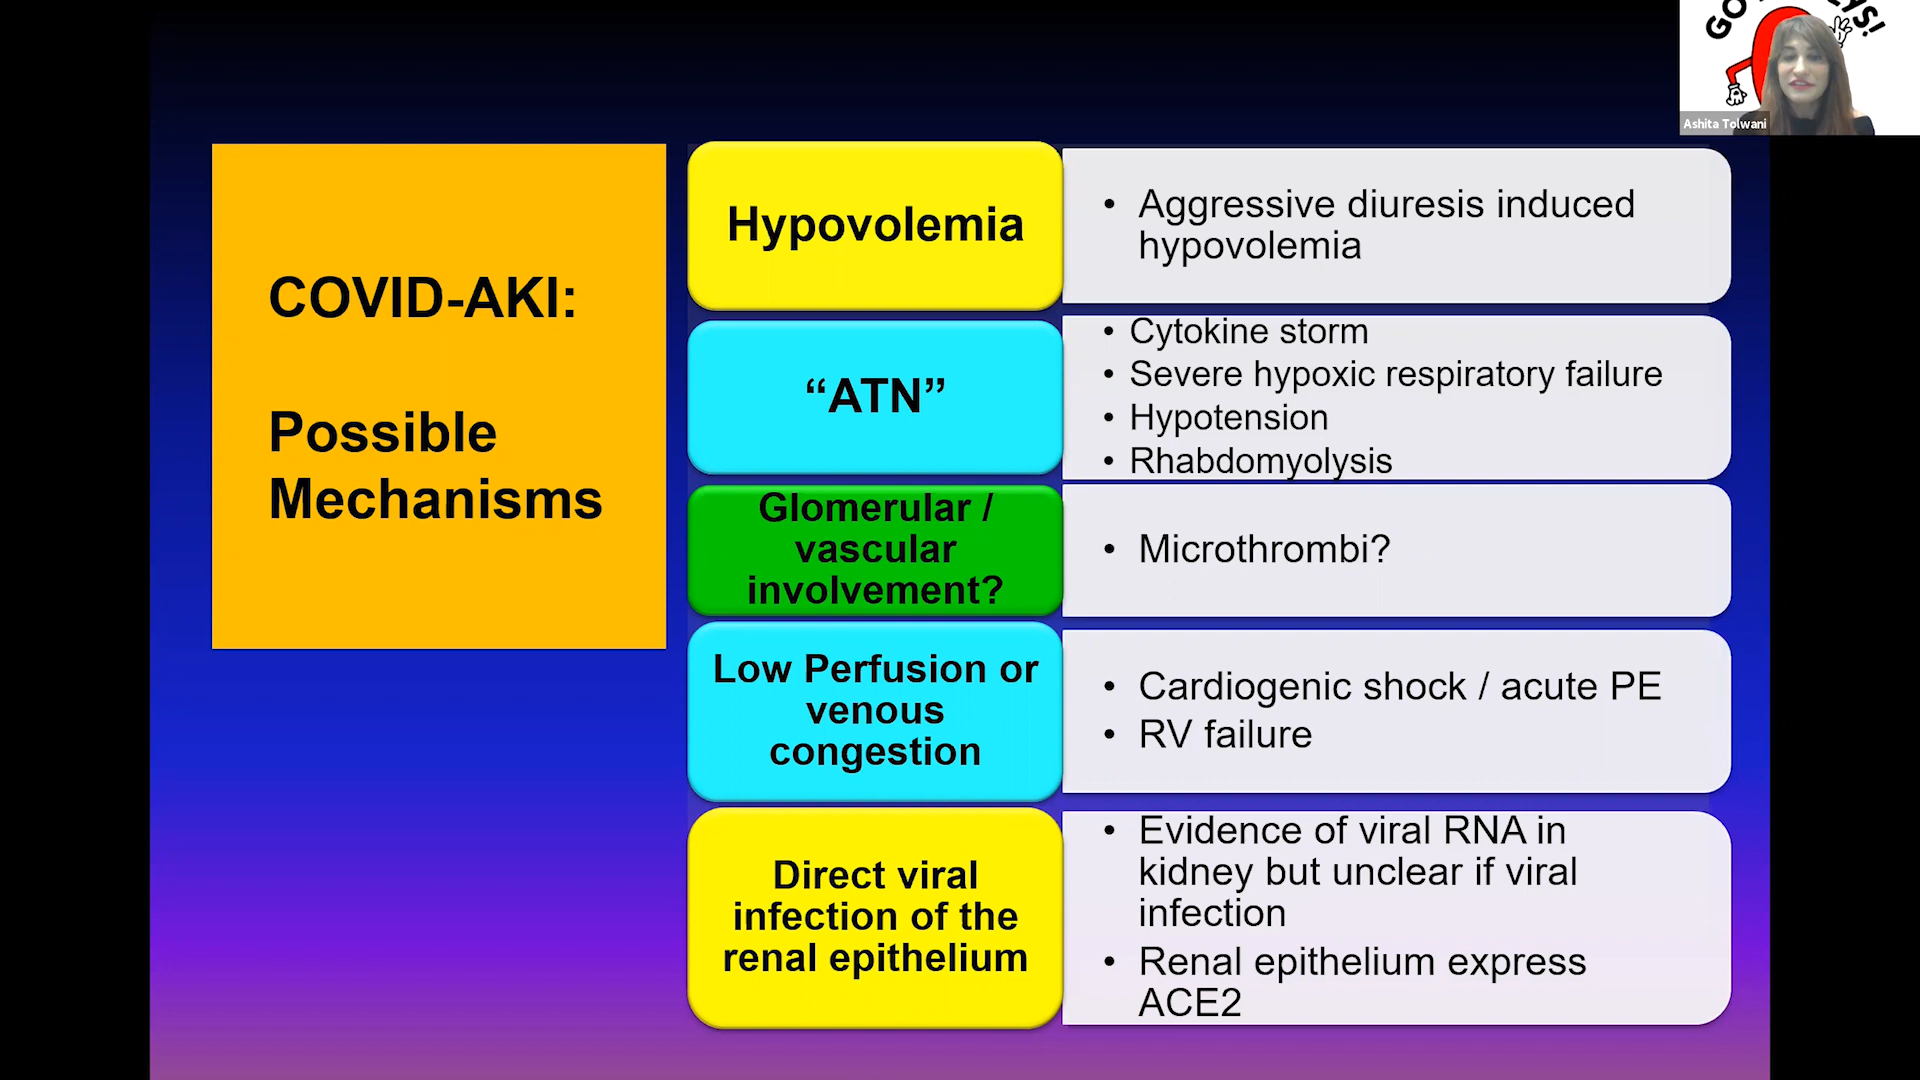 Ashita Tolwani
COVID-AKI:
Possible
Mechanisms
Hypovolemia
• Aggressive diuresis induced
hypovolemia
“ATN”
• Cytokine storm
• Severe hypoxic respiratory failure
• Hypotension
• Rhabdomyolysis
Glomerular /
vascular
involvement?
• Microthrombi?
Low Perfusion or
venous
congestion
• Cardiogenic shock / acute PE
• RV failure
Direct viral
infection of the
renal epithelium
• Evidence of viral RNA in
kidney but unclear if viral
infection
• Renal epithelium express
ACE2